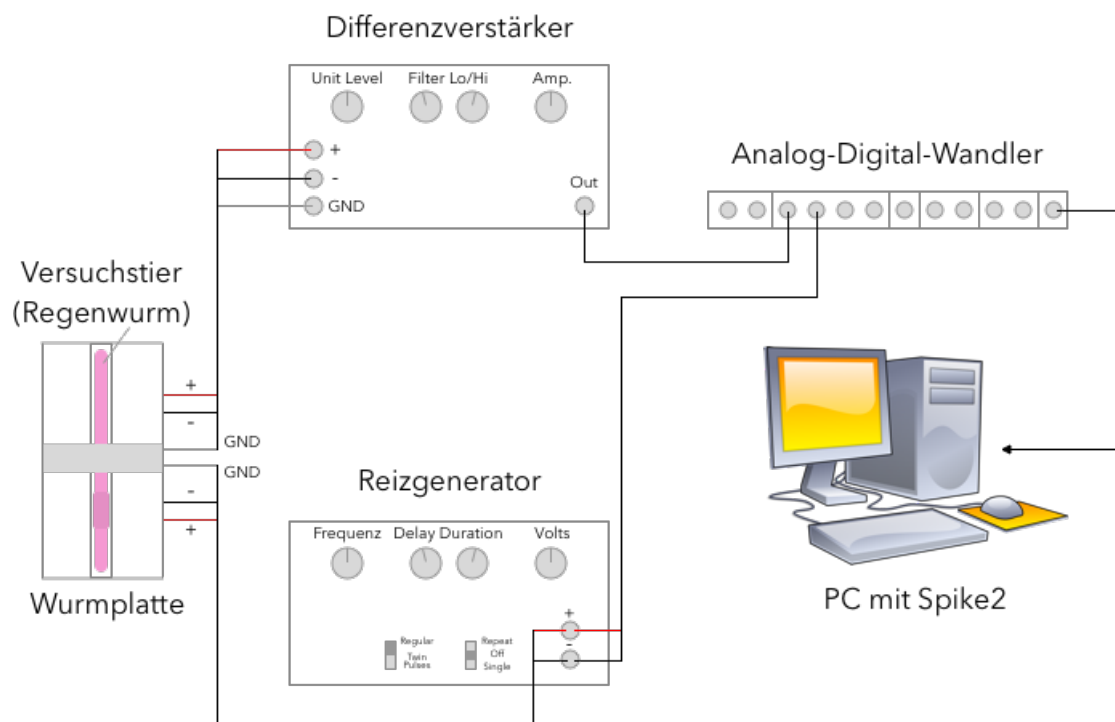 Differenzverstärker
Unit Level Filter Lo/Hi Amp.
+
-
GND
Out
Analog-Digital-Wandler
Versuchstier
(Regenwurm)
+
-
GND
GND
-
+
Wurmplatte
Reizgenerator
Frequenz Delay Duration Volts
+
-
Regular
Twin
Pulses
Repeat
Off
Single
PC mit Spike2